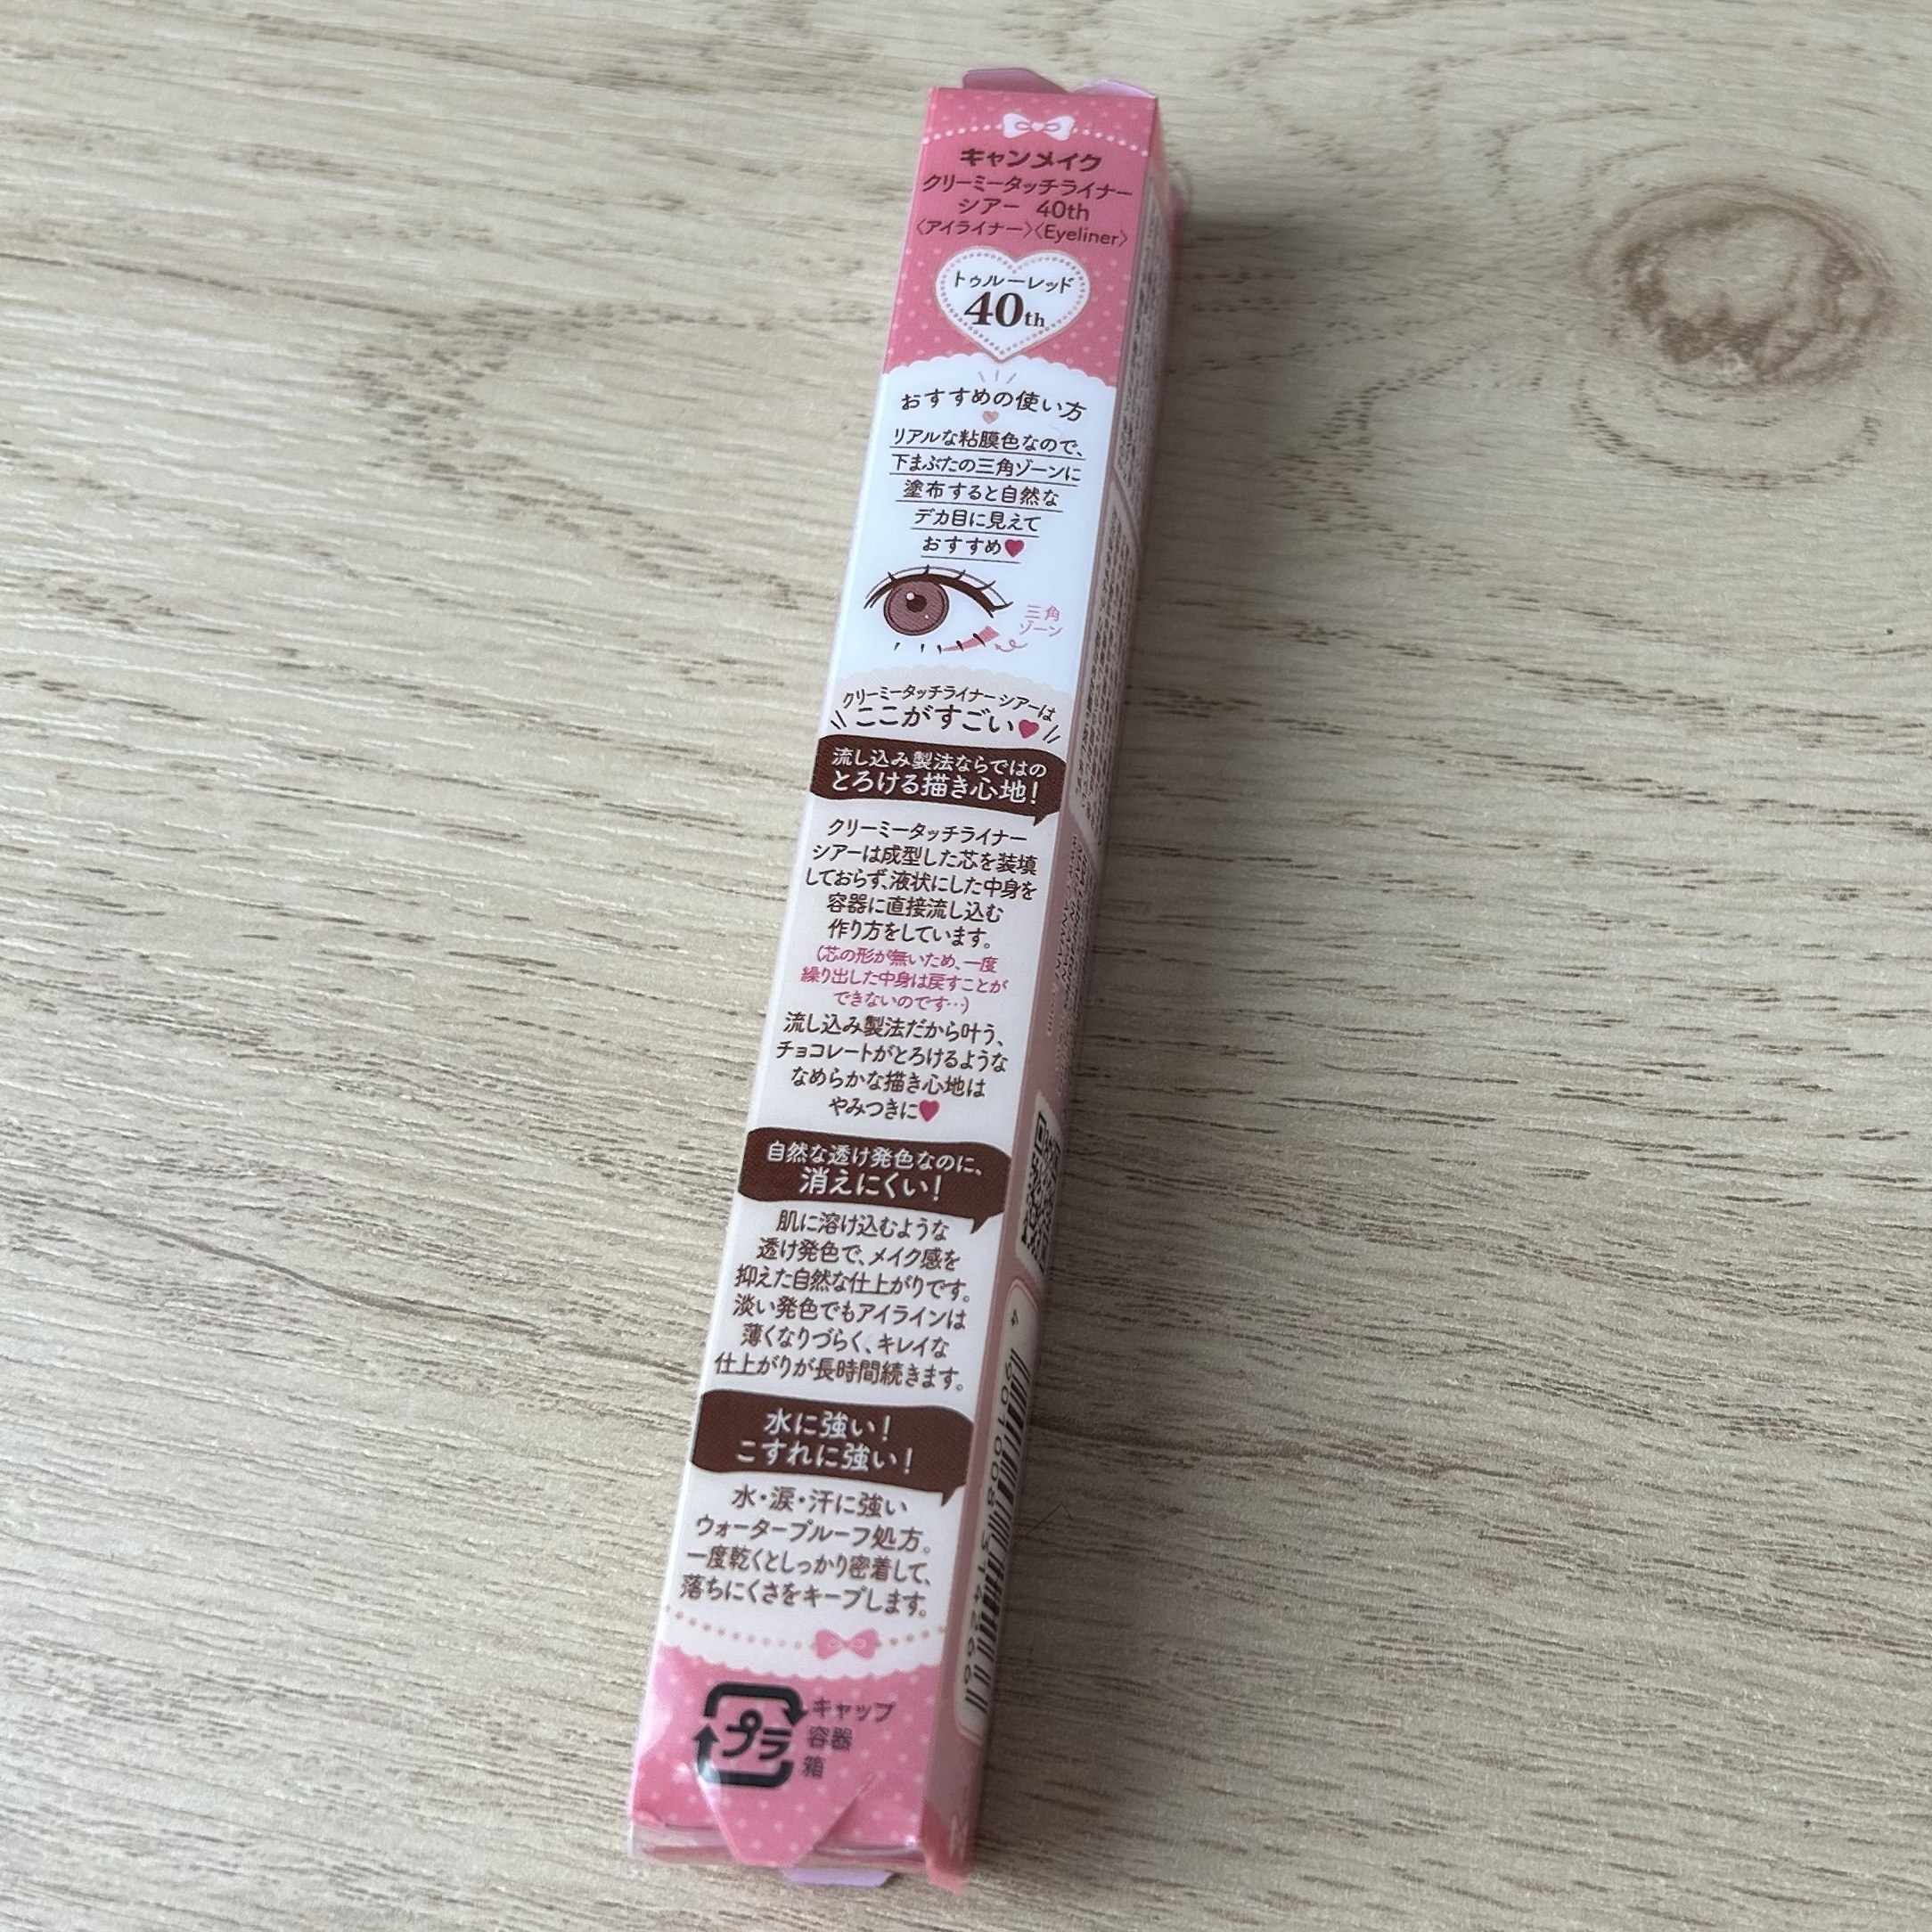 キャンメイク
クリーミータッチライナー
シアー 40th
〈アイライナー〉〈Eyeliner〉
トゥルーレッド
40th
おすすめの使い方
リアルな粘膜色なので、
下まぶたの三角ゾーンに
塗布すると自然な
デカ目に見えて
おすすめ♥
三角
ゾーン
クリーミータッチライナー シアーは
ここがすごい♥
流し込み製法ならではの
とろける描き心地！
クリーミータッチライナー
シアーは成型した芯を装填
しておらず、液状にした中身を
容器に直接流し込む
作り方をしています。
(芯の形が無いため、一度
繰り出した中身は戻すことが
できないのです…)
流し込み製法だから叶う、
チョコレートがとろけるような
なめらかな描き心地は
やみつきに♥
自然な透け発色なのに、
消えにくい！
肌に溶け込むような
透け発色で、メイク感を
抑えた自然な仕上がりです。
淡い発色でもアイラインは
薄くなりづらく、キレイな
仕上がりが長時間続きます。
水に強い！
こすれに強い！
水・涙・汗に強い
ウォータープルーフ処方。
一度乾くとしっかり密着して、
落ちにくさをキープします。
プラ
キャップ
容器
箱